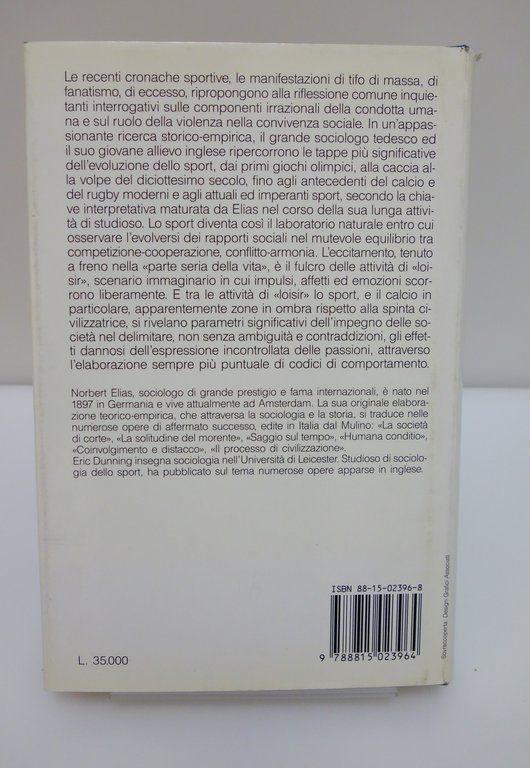 Le recenti cronache sportive, le manifestazioni di tifo di massa, di
fanatismo, di eccesso, ripropongono alla riflessione comune inquie-
tanti interrogativi sulle componenti irrazionali della condotta uma-
na e sul ruolo della violenza nella convivenza sociale. In un'appas-
sionante ricerca storico-empirica, il grande sociologo tedesco ed
il suo giovane allievo inglese ripercorrono le tappe più significative
dell'evoluzione dello sport, dai primi giochi olimpici, alla caccia al-
la volpe del diciottesimo secolo, fino agli antecedenti del calcio e
del rugby moderni e agli attuali ed imperanti sport, secondo la chia-
ve interpretativa maturata da Elias nel corso della sua lunga attivi-
tà di studioso. Lo sport diventa così il laboratorio naturale entro cui
osservare l'evolversi dei rapporti sociali nel mutevole equilibrio tra
competizione-cooperazione, conflitto-armonia. L'eccitamento, tenuto
a freno nella «parte seria della vita», è il fulcro delle attività di «loi-
sir», scenario immaginario in cui impulsi, affetti ed emozioni scor-
rono liberamente. E tra le attività di «loisir» lo sport, e il calcio in
particolare, apparentemente zone in ombra rispetto alla spinta ci-
vilizzatrice, si rivelano parametri significativi dell'impegno delle so-
cietà nel delimitare, non senza ambiguità e contraddizioni, gli effet-
ti dannosi dell'espressione incontrollata delle passioni, attraverso
l'elaborazione sempre più puntuale di codici di comportamento.
Norbert Elias, sociologo di grande prestigio e fama internazionali, è nato nel
1897 in Germania e vive attualmente ad Amsterdam. La sua originale elabora-
zione teorico-empirica, che attraversa la sociologia e la storia, si traduce nelle
numerose opere di affermato successo, edite in Italia dal Mulino: «La società
di corte», «La solitudine del morente», «Saggio sul tempo», «Humana conditio»,
«Coinvolgimento e distacco», «Il processo di civilizzazione».
Eric Dunning insegna sociologia nell'Università di Leicester. Studioso di sociolo-
gia dello sport, ha pubblicato sul tema numerose opere apparse in inglese.
ISBN 88-15-02396-8
9 788815 023964
L. 35.000
Sovraccoperta: Design Grafici Associati